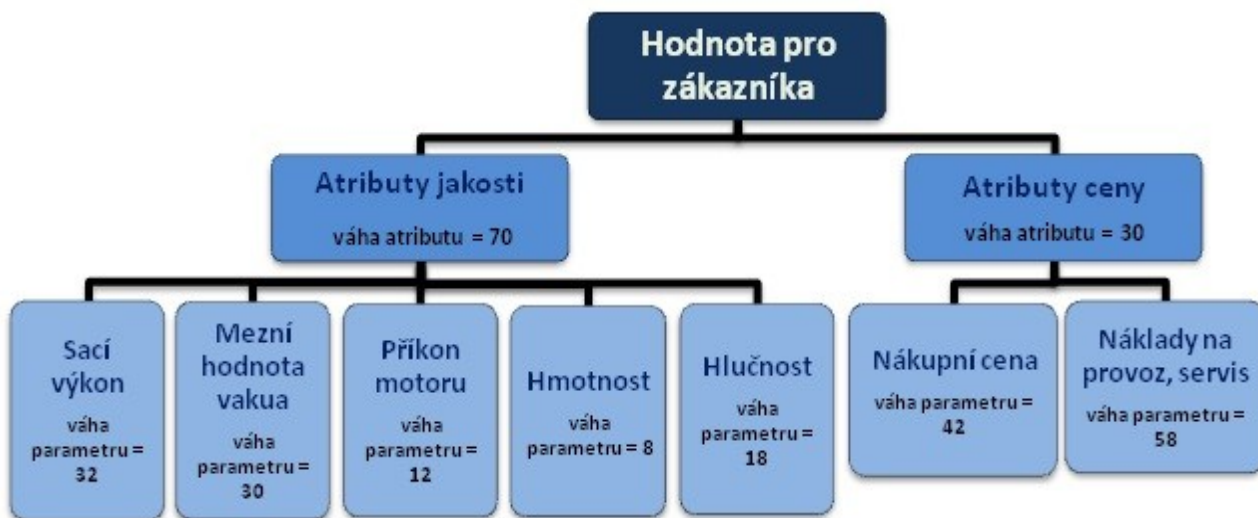 Hodnota pro
zákazníka
Atributy jakosti
váha atributu = 70
Atributy ceny
váha atributu = 30
Sací
výkon
váha
parametru =
32
Mezní
hodnota
vakua
váha
parametru =
30
Příkon
motoru
váha
parametru =
12
Hmotnost
váha
parametru = 8
Hlučnost
váha
parametru =
18
Nákupní cena
váha parametru =
42
Náklady na
provoz, servis
váha parametru =
58